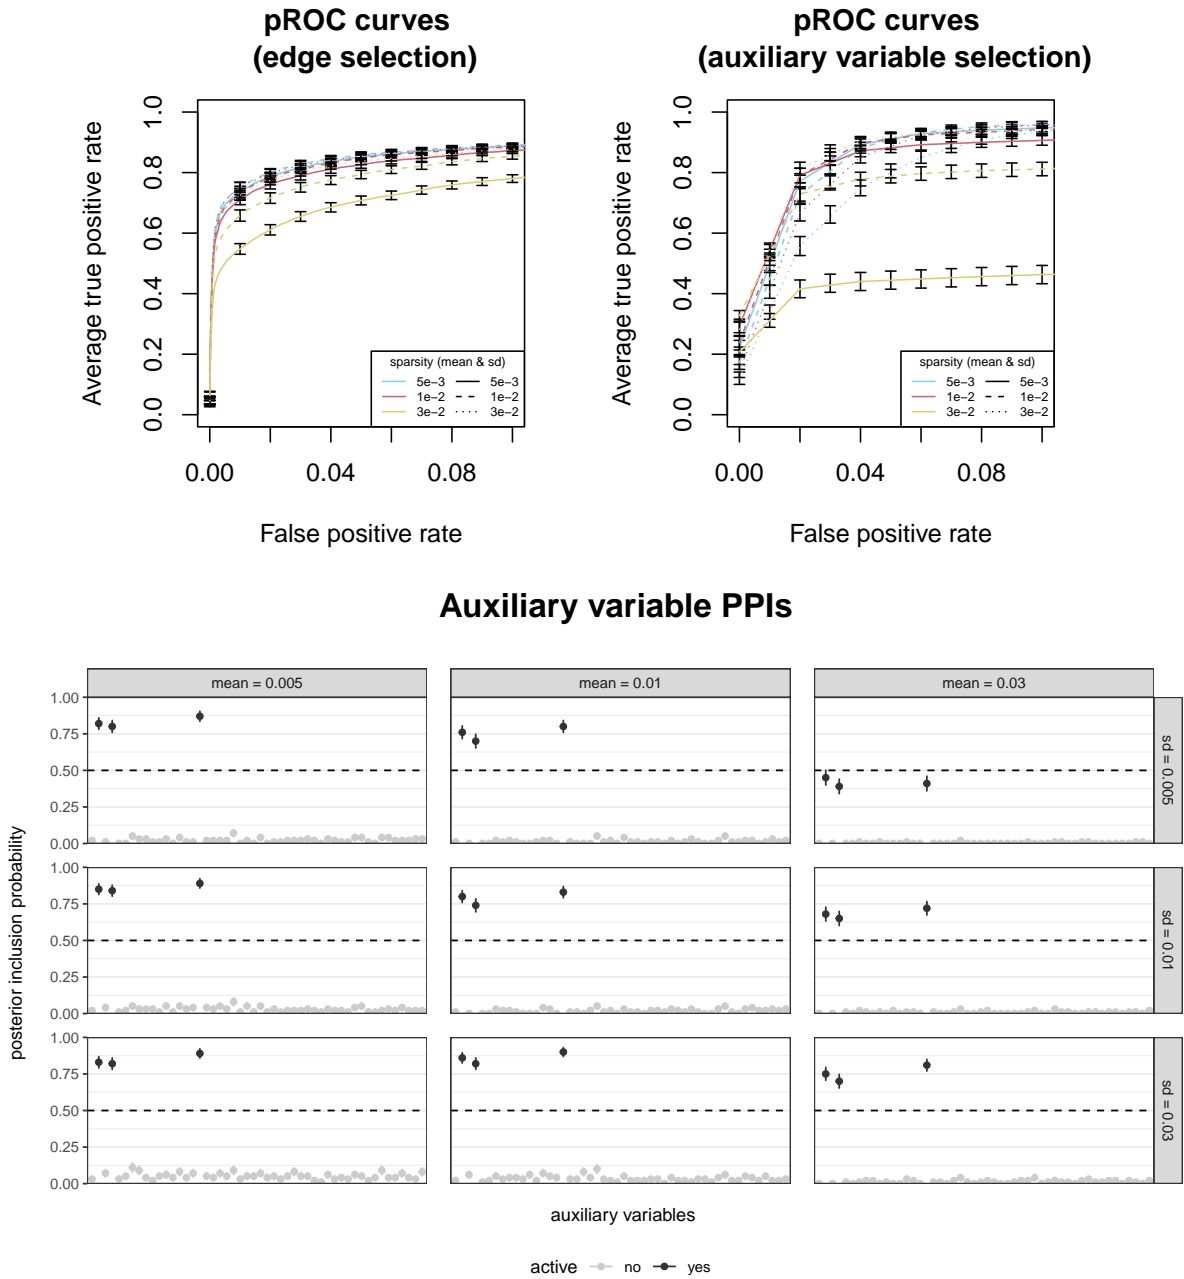 pROC curves
(edge selection)
Average true positive rate
1.0
0.8
0.6
0.4
0.2
0.0
sparsity (mean & sd)
5e−3 5e−3
1e−2 1e−2
3e−2 3e−2
0.00 0.04 0.08
False positive rate
pROC curves
(auxiliary variable selection)
Average true positive rate
1.0
0.8
0.6
0.4
0.2
0.0
sparsity (mean & sd)
5e−3 5e−3
1e−2 1e−2
3e−2 3e−2
0.00 0.04 0.08
False positive rate
Auxiliary variable PPIs
mean = 0.005 mean = 0.01 mean = 0.03
posterior inclusion probability
1.00
0.75
0.50
0.25
0.00
sd = 0.005
1.00
0.75
0.50
0.25
0.00
sd = 0.01
1.00
0.75
0.50
0.25
0.00
sd = 0.03
auxiliary variables
active no yes